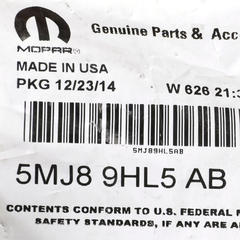 Genuine Parts & Acc
MOPAR
MADE IN USA
PKG 12/23/14
W 626 21:3
5MJ89HL5AB
5MJ8 9HL5 AB
CONTENTS CONFORM TO U.S. FEDERAL
SAFETY STANDARDS, IF ANY ARE A